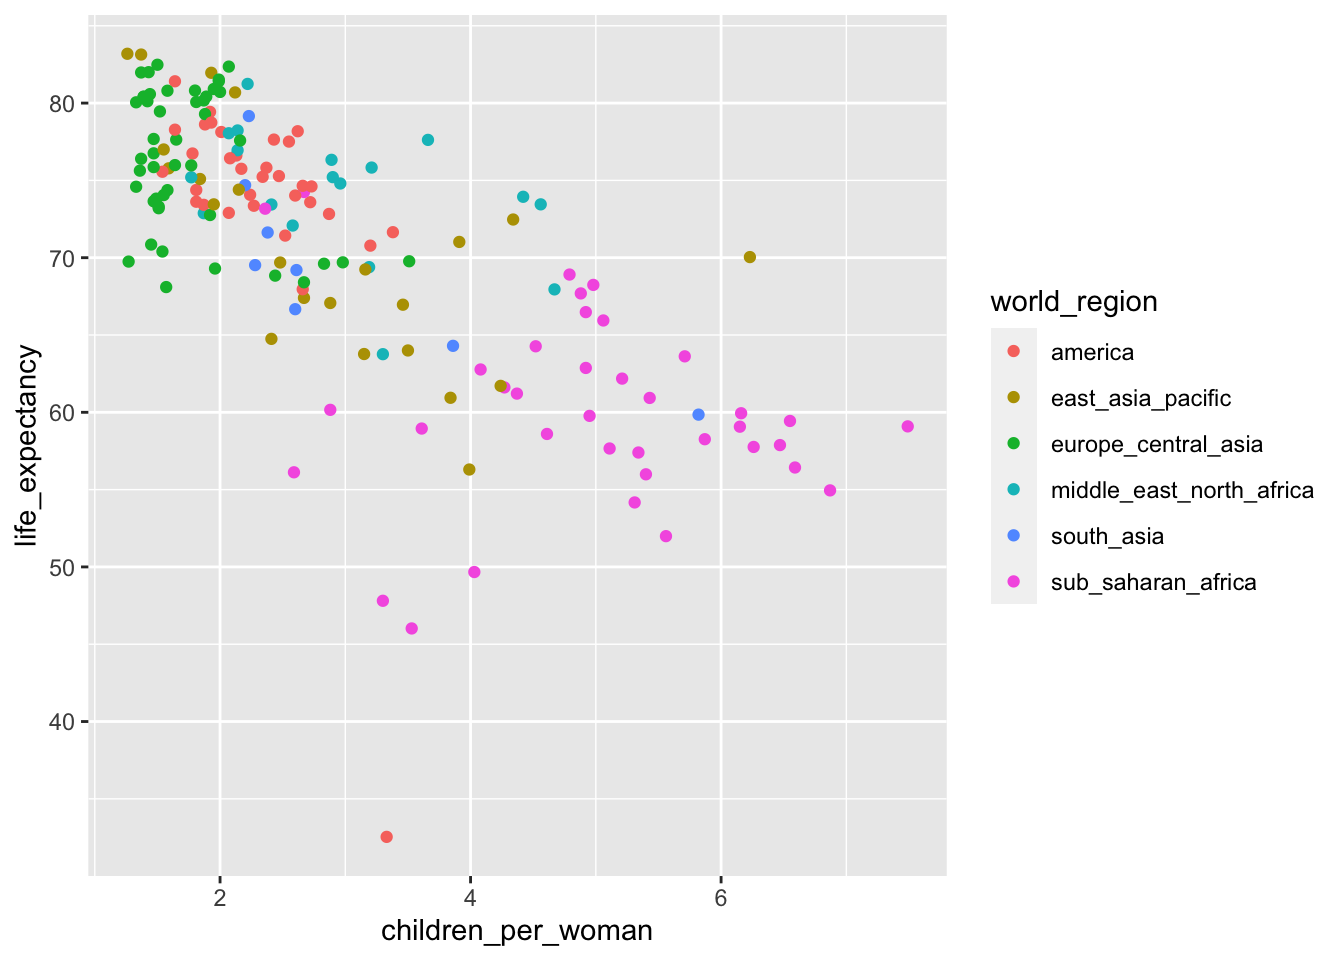 80
70
60
50
40
life_expectancy
2
4
6
children_per_woman
world_region
america
east_asia_pacific
europe_central_asia
middle_east_north_africa
south_asia
sub_saharan_africa